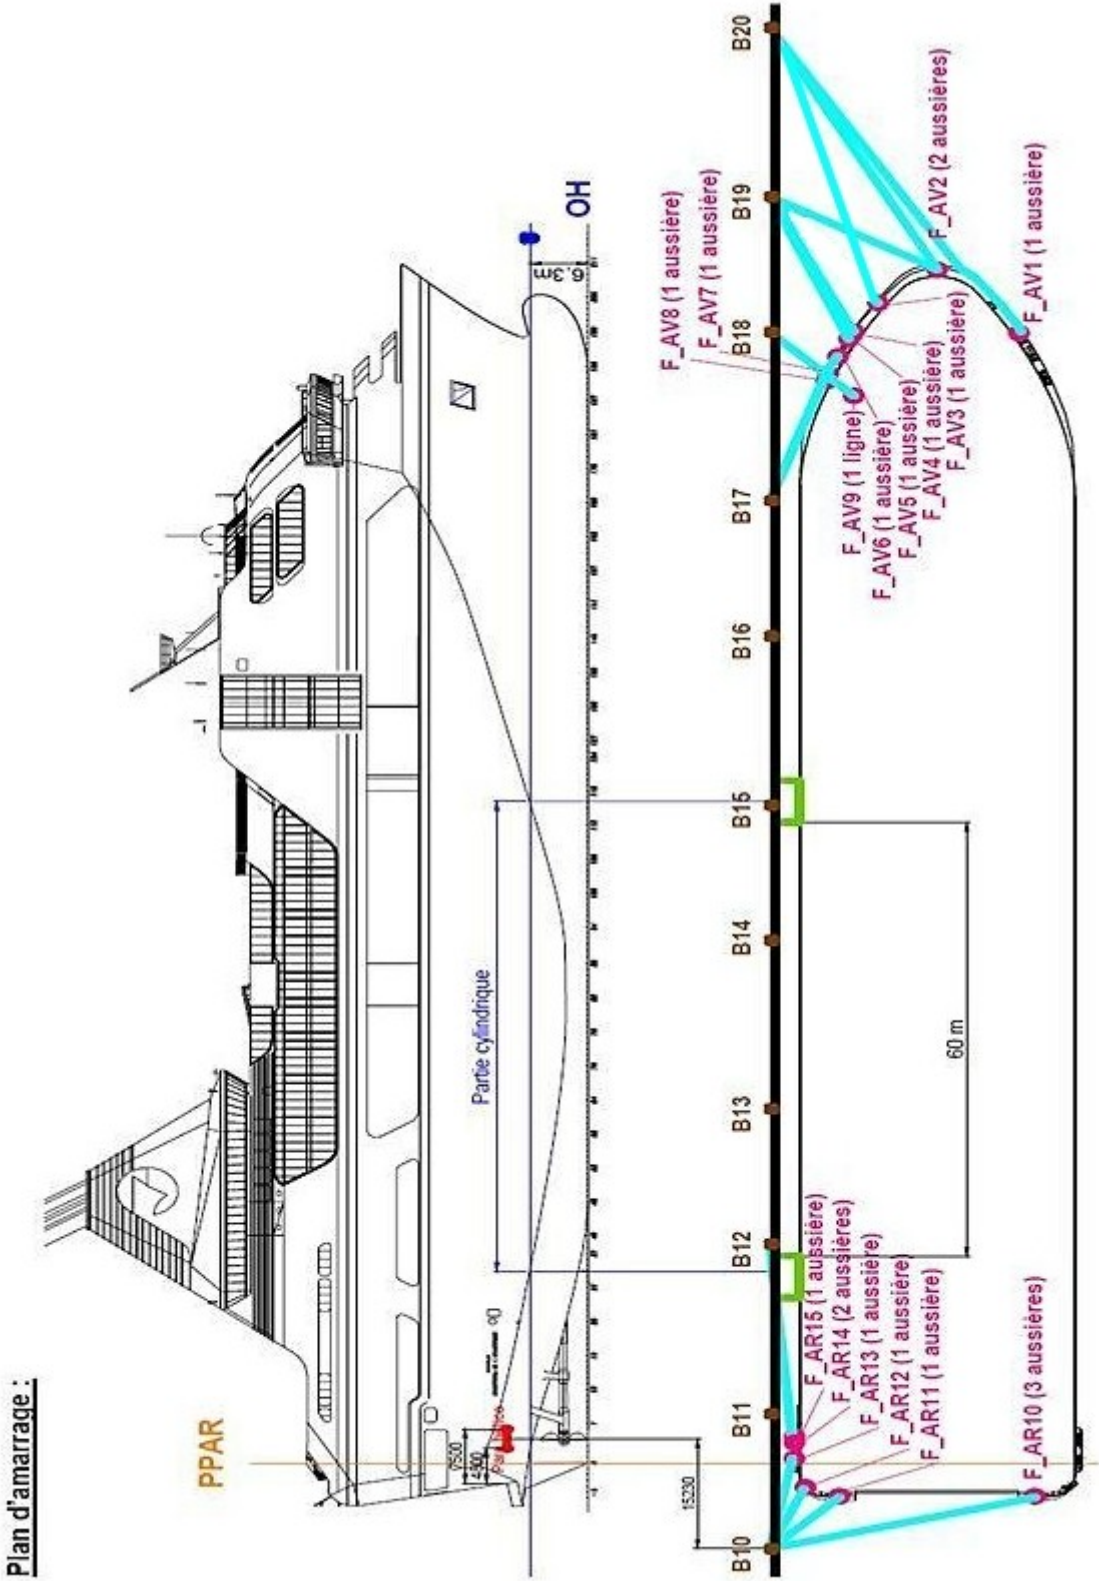 Plan d'amarrage :
PPAR
OH
6.3m
Partie cylindrique
7500
4900
15230
60 m
B20
B19
B18
B17
B16
B15
B14
B13
B12
B11
B10
F_AV8 (1 aussière)
F_AV7 (1 aussière)
F_AV2 (2 aussières)
F_AV1 (1 aussière)
F_AV9 (1 ligne)
F_AV6 (1 aussière)
F_AV5 (1 aussière)
F_AV4 (1 aussière)
F_AV3 (1 aussière)
F_AR15 (1 aussière)
F_AR14 (2 aussières)
F_AR13 (1 aussière)
F_AR12 (1 aussière)
F_AR11 (1 aussière)
F_AR10 (3 aussières)